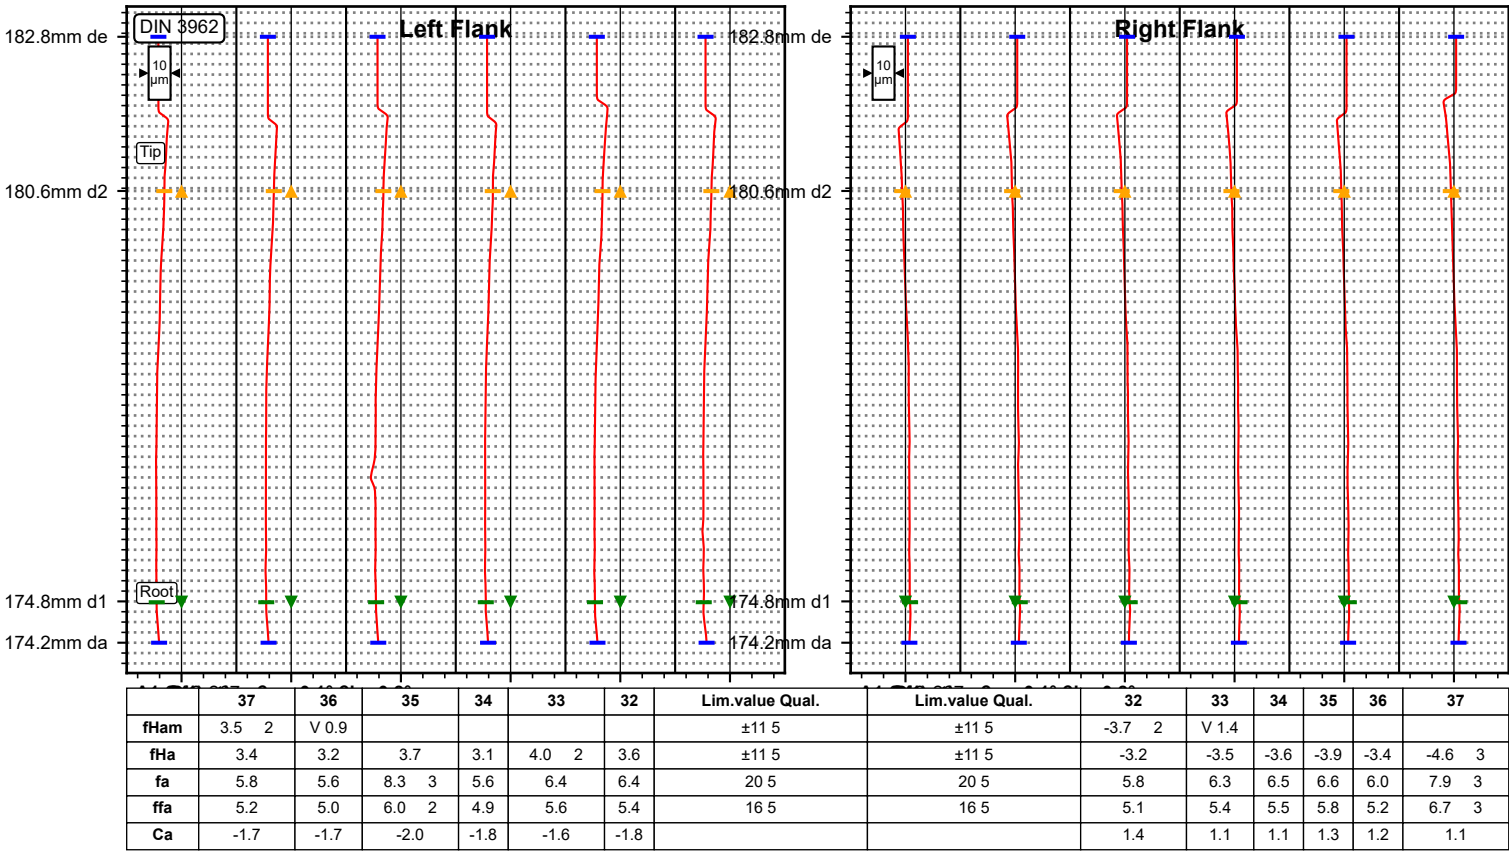 DIN 3962
Left Flank
Right Flank
182.8mm de
182.8mm de
10
µm
10
µm
Tip
180.6mm d2
180.6mm d2
Root
174.8mm d1
174.8mm d1
174.2mm da
174.2mm da
37 36 35 34 33 32 Lim.value Qual. Lim.value Qual. 32 33 34 35 36 37
fHam 3.5 2 V 0.9 ±11 5 ±11 5 -3.7 2 V 1.4
fHa 3.4 3.2 3.7 3.1 4.0 2 3.6 ±11 5 ±11 5 -3.2 -3.5 -3.6 -3.9 -3.4 -4.6 3
fa 5.8 5.6 8.3 3 5.6 6.4 6.4 20 5 20 5 5.8 6.3 6.5 6.6 6.0 7.9 3
ffa 5.2 5.0 6.0 2 4.9 5.6 5.4 16 5 16 5 5.1 5.4 5.5 5.8 5.2 6.7 3
Ca -1.7 -1.7 -2.0 -1.8 -1.6 -1.8 1.4 1.1 1.1 1.3 1.2 1.1